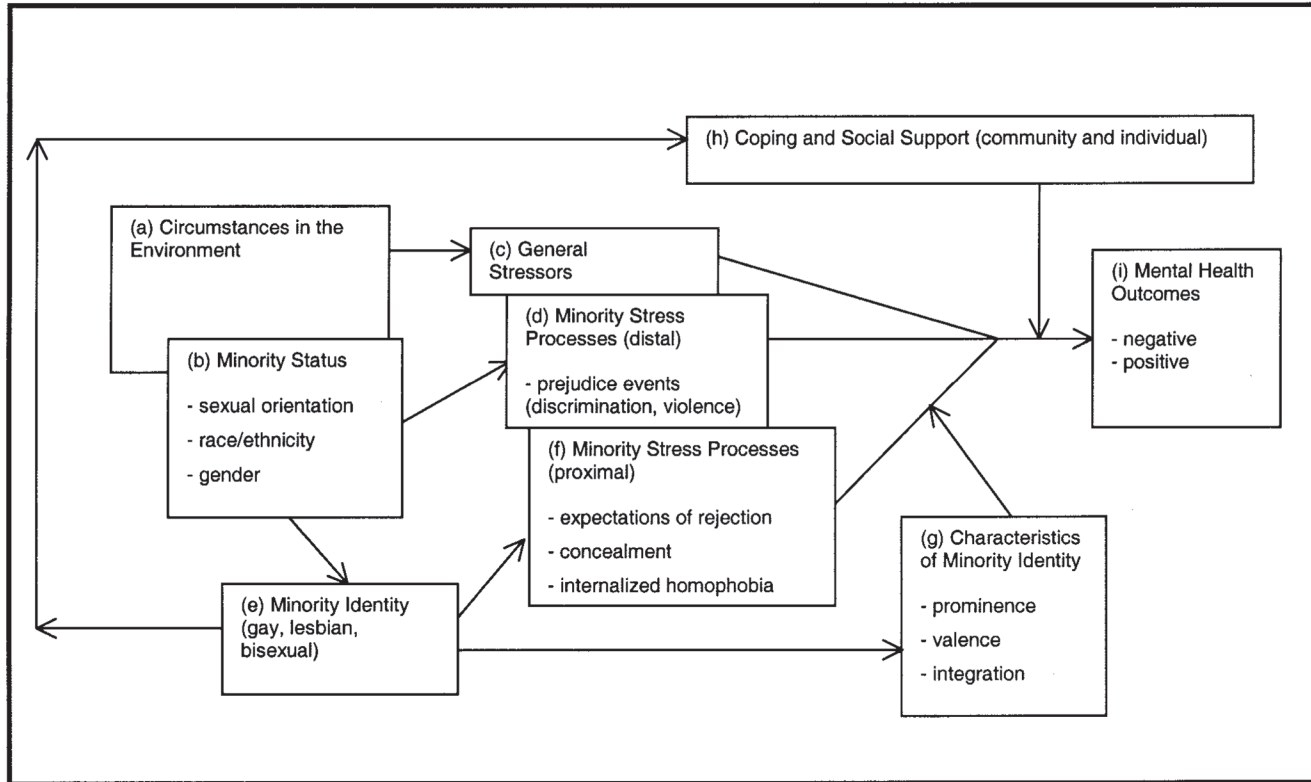 (h) Coping and Social Support (community and individual)
(a) Circumstances in the
Environment
(c) General
Stressors
(i) Mental Health
Outcomes
- negative
- positive
(d) Minority Stress
Processes (distal)
- prejudice events
(discrimination, violence)
(b) Minority Status
- sexual orientation
- race/ethnicity
- gender
(f) Minority Stress Processes
(proximal)
- expectations of rejection
- concealment
- internalized homophobia
(g) Characteristics
of Minority Identity
- prominence
- valence
- integration
(e) Minority Identity
(gay, lesbian,
bisexual)